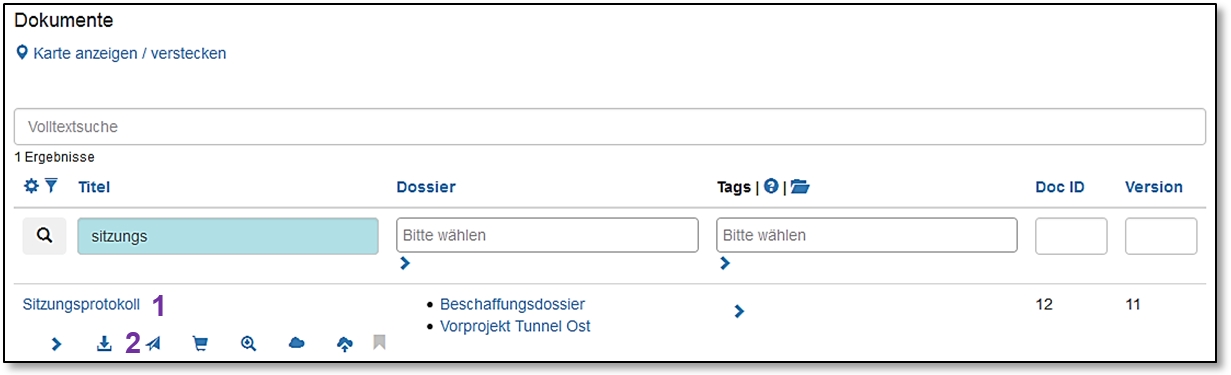 Dokumente
Karte anzeigen / verstecken
Volltextsuche
1 Ergebnisse
Titel Dossier Tags | ? | Doc ID Version
sitzungs Bitte wählen Bitte wählen
Sitzungsprotokoll 1 • Beschaffungsdossier 12 11
• Vorprojekt Tunnel Ost
2